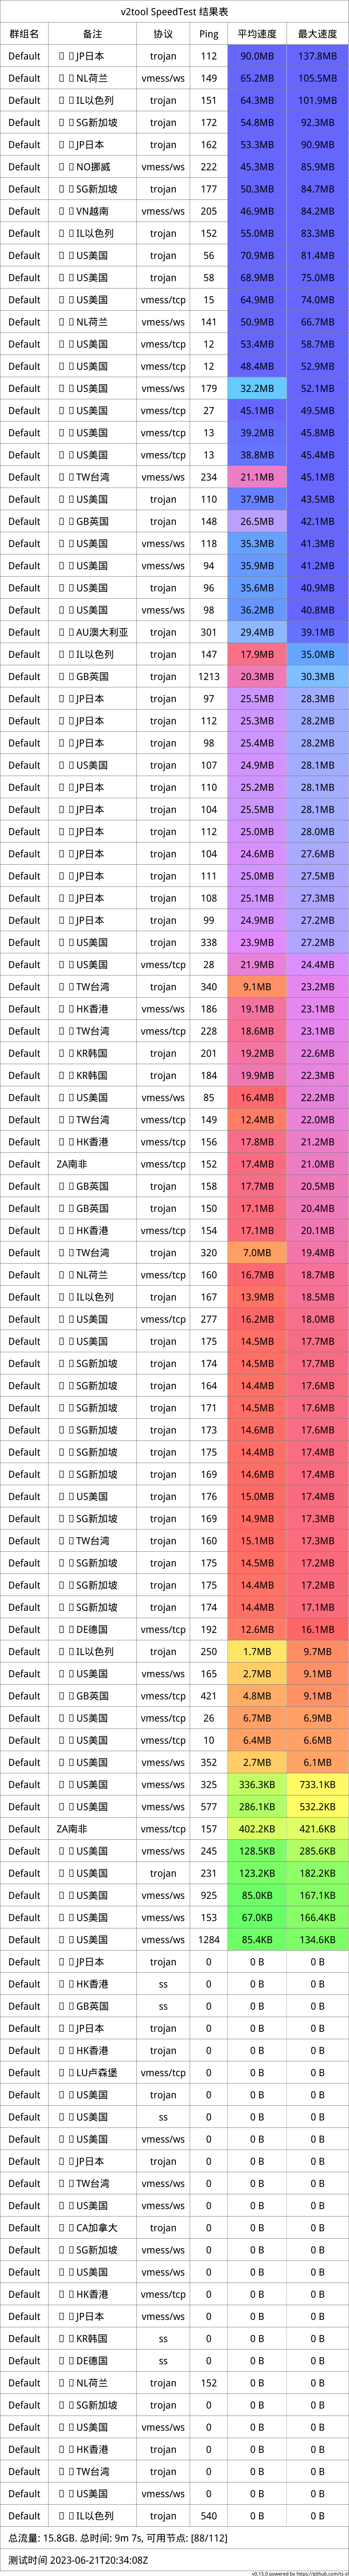 v2tool SpeedTest 结果表
群组名 备注 协议 Ping 平均速度 最大速度
Default JP日本 trojan 112 90.0MB 137.8MB
Default NL荷兰 vmess/ws 149 65.2MB 105.5MB
Default IL以色列 trojan 151 64.3MB 101.9MB
Default SG新加坡 trojan 172 54.8MB 92.3MB
Default JP日本 trojan 162 53.3MB 90.9MB
Default NO挪威 vmess/ws 222 45.3MB 85.9MB
Default SG新加坡 trojan 177 50.3MB 84.7MB
Default VN越南 vmess/ws 205 46.9MB 84.2MB
Default IL以色列 trojan 152 55.0MB 83.3MB
Default US美国 trojan 56 70.9MB 81.4MB
Default US美国 trojan 58 68.9MB 75.0MB
Default US美国 vmess/tcp 15 64.9MB 74.0MB
Default NL荷兰 vmess/ws 141 50.9MB 66.7MB
Default US美国 vmess/tcp 12 53.4MB 58.7MB
Default US美国 vmess/tcp 12 48.4MB 52.9MB
Default US美国 vmess/ws 179 32.2MB 52.1MB
Default US美国 vmess/tcp 27 45.1MB 49.5MB
Default US美国 vmess/tcp 13 39.2MB 45.8MB
Default US美国 vmess/tcp 13 38.8MB 45.4MB
Default TW台湾 vmess/ws 234 21.1MB 45.1MB
Default US美国 trojan 110 37.9MB 43.5MB
Default GB英国 trojan 148 26.5MB 42.1MB
Default US美国 vmess/ws 118 35.3MB 41.3MB
Default US美国 vmess/ws 94 35.9MB 41.2MB
Default US美国 trojan 96 35.6MB 40.9MB
Default US美国 vmess/ws 98 36.2MB 40.8MB
Default AU澳大利亚 trojan 301 29.4MB 39.1MB
Default IL以色列 trojan 147 17.9MB 35.0MB
Default GB英国 trojan 1213 20.3MB 30.3MB
Default JP日本 trojan 97 25.5MB 28.3MB
Default JP日本 trojan 112 25.3MB 28.2MB
Default JP日本 trojan 98 25.4MB 28.2MB
Default US美国 trojan 107 24.9MB 28.1MB
Default JP日本 trojan 110 25.2MB 28.1MB
Default JP日本 trojan 104 25.5MB 28.1MB
Default JP日本 trojan 112 25.0MB 28.0MB
Default JP日本 trojan 104 24.6MB 27.6MB
Default JP日本 trojan 111 25.0MB 27.5MB
Default JP日本 trojan 108 25.1MB 27.3MB
Default JP日本 trojan 99 24.9MB 27.2MB
Default US美国 trojan 338 23.9MB 27.2MB
Default US美国 vmess/tcp 28 21.9MB 24.4MB
Default TW台湾 trojan 340 9.1MB 23.2MB
Default HK香港 vmess/ws 186 19.1MB 23.1MB
Default TW台湾 vmess/tcp 228 18.6MB 23.1MB
Default KR韩国 trojan 201 19.2MB 22.6MB
Default KR韩国 trojan 184 19.9MB 22.3MB
Default US美国 vmess/ws 85 16.4MB 22.2MB
Default TW台湾 vmess/tcp 149 12.4MB 22.0MB
Default HK香港 vmess/tcp 156 17.8MB 21.2MB
Default ZA南非 vmess/tcp 152 17.4MB 21.0MB
Default GB英国 trojan 158 17.7MB 20.5MB
Default GB英国 trojan 150 17.1MB 20.4MB
Default HK香港 vmess/tcp 154 17.1MB 20.1MB
Default TW台湾 trojan 320 7.0MB 19.4MB
Default NL荷兰 vmess/tcp 160 16.7MB 18.7MB
Default IL以色列 trojan 167 13.9MB 18.5MB
Default US美国 vmess/tcp 277 16.2MB 18.0MB
Default US美国 trojan 175 14.5MB 17.7MB
Default SG新加坡 trojan 174 14.5MB 17.7MB
Default SG新加坡 trojan 164 14.4MB 17.6MB
Default SG新加坡 trojan 171 14.5MB 17.6MB
Default SG新加坡 trojan 173 14.6MB 17.6MB
Default SG新加坡 trojan 175 14.4MB 17.4MB
Default SG新加坡 trojan 169 14.6MB 17.4MB
Default US美国 trojan 176 15.0MB 17.4MB
Default SG新加坡 trojan 169 14.9MB 17.3MB
Default TW台湾 trojan 160 15.1MB 17.3MB
Default SG新加坡 trojan 175 14.5MB 17.2MB
Default SG新加坡 trojan 175 14.4MB 17.2MB
Default SG新加坡 trojan 174 14.4MB 17.1MB
Default DE德国 vmess/tcp 192 12.6MB 16.1MB
Default IL以色列 trojan 250 1.7MB 9.7MB
Default US美国 vmess/ws 165 2.7MB 9.1MB
Default GB英国 vmess/tcp 421 4.8MB 9.1MB
Default US美国 vmess/tcp 26 6.7MB 6.9MB
Default US美国 vmess/tcp 10 6.4MB 6.6MB
Default US美国 vmess/ws 352 2.7MB 6.1MB
Default US美国 vmess/ws 325 336.3KB 733.1KB
Default US美国 vmess/ws 577 286.1KB 532.2KB
Default ZA南非 vmess/tcp 157 402.2KB 421.6KB
Default US美国 vmess/ws 245 128.5KB 285.6KB
Default US美国 trojan 231 123.2KB 182.2KB
Default US美国 vmess/ws 925 85.0KB 167.1KB
Default US美国 vmess/ws 153 67.0KB 166.4KB
Default US美国 vmess/ws 1284 85.4KB 134.6KB
Default JP日本 trojan 0 0 B 0 B
Default HK香港 ss 0 0 B 0 B
Default GB英国 ss 0 0 B 0 B
Default JP日本 trojan 0 0 B 0 B
Default HK香港 trojan 0 0 B 0 B
Default LU卢森堡 vmess/tcp 0 0 B 0 B
Default US美国 trojan 0 0 B 0 B
Default US美国 ss 0 0 B 0 B
Default US美国 vmess/ws 0 0 B 0 B
Default JP日本 trojan 0 0 B 0 B
Default TW台湾 vmess/ws 0 0 B 0 B
Default US美国 vmess/ws 0 0 B 0 B
Default CA加拿大 trojan 0 0 B 0 B
Default SG新加坡 vmess/ws 0 0 B 0 B
Default US美国 vmess/ws 0 0 B 0 B
Default HK香港 vmess/tcp 0 0 B 0 B
Default JP日本 vmess/ws 0 0 B 0 B
Default KR韩国 ss 0 0 B 0 B
Default DE德国 ss 0 0 B 0 B
Default NL荷兰 trojan 152 0 B 0 B
Default SG新加坡 trojan 0 0 B 0 B
Default US美国 vmess/ws 0 0 B 0 B
Default HK香港 trojan 0 0 B 0 B
Default TW台湾 trojan 0 0 B 0 B
Default US美国 vmess/ws 0 0 B 0 B
Default IL以色列 trojan 540 0 B 0 B
总流量: 15.8GB. 总时间: 9m 7s, 可用节点: [88/112]
测试时间 2023-06-21T20:34:08Z
v0.15.0 powered by https://github.com/ts-sf